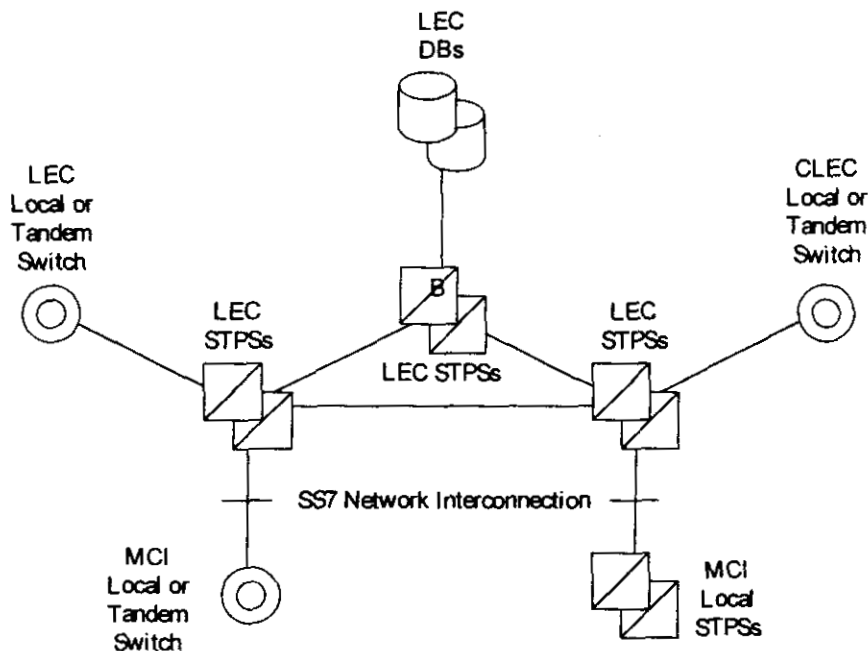 LEC
DBs
LEC
Local or
Tandem
Switch
CLEC
Local or
Tandem
Switch
B
LEC
STPSs
LEC STPSs
LEC
STPSs
SS7 Network Interconnection
MCI
Local or
Tandem
Switch
MCI
Local
STPSs